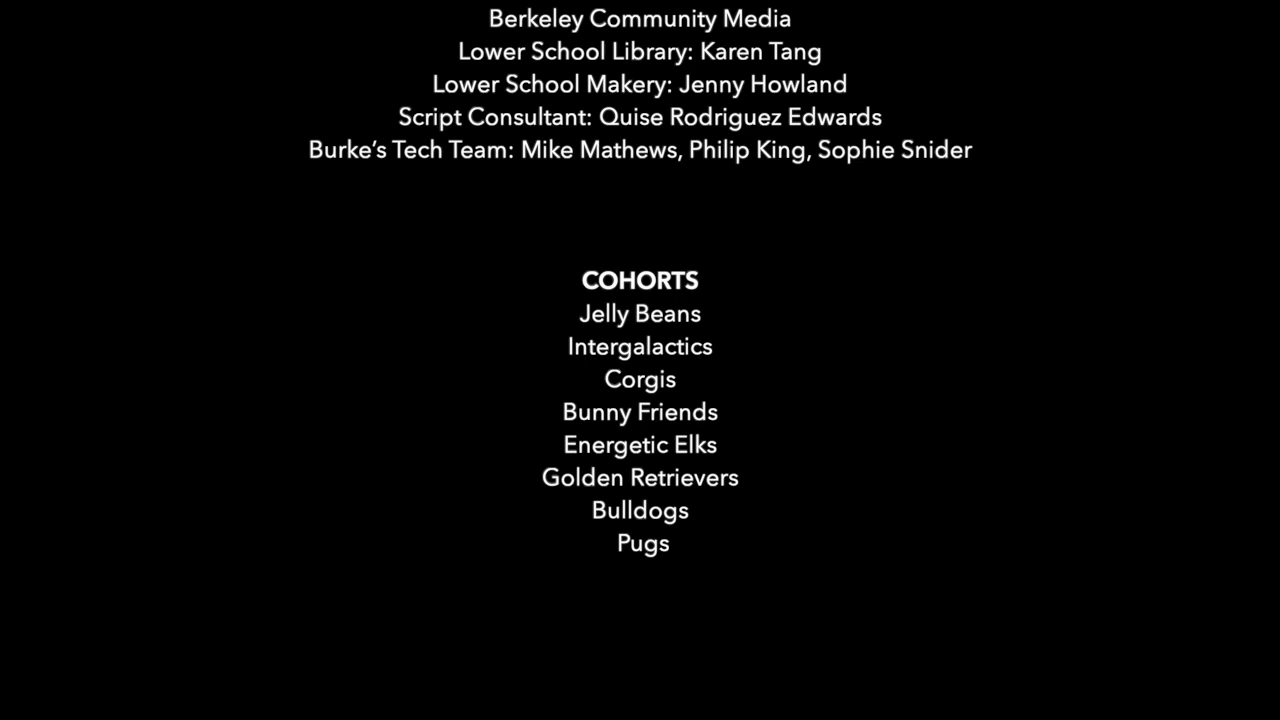 Berkeley Community Media
Lower School Library: Karen Tang
Lower School Makery: Jenny Howland
Script Consultant: Quise Rodriguez Edwards
Burke’s Tech Team: Mike Mathews, Philip King, Sophie Snider
COHORTS
Jelly Beans
Intergalactics
Corgis
Bunny Friends
Energetic Elks
Golden Retrievers
Bulldogs
Pugs